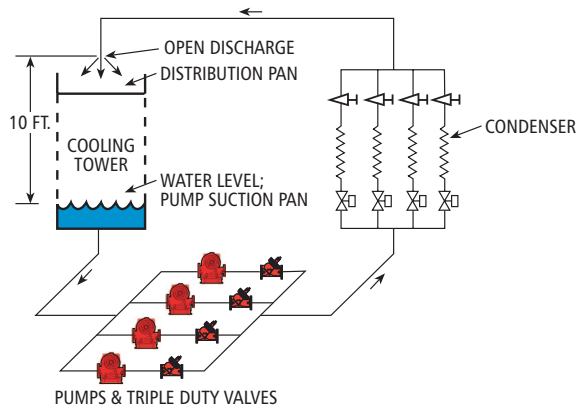 OPEN DISCHARGE
DISTRIBUTION PAN
10 FT.
COOLING
TOWER
CONDENSER
WATER LEVEL;
PUMP SUCTION PAN
PUMPS & TRIPLE DUTY VALVES